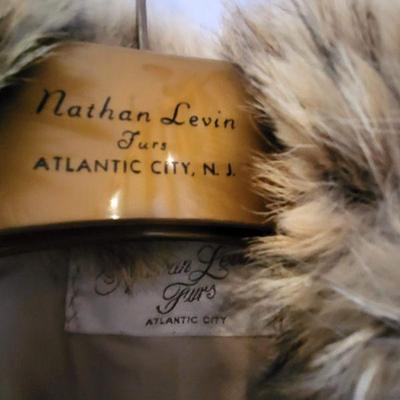 Nathan Levin
Furs
ATLANTIC CITY, N. J.
Furs
ATLANTIC CITY